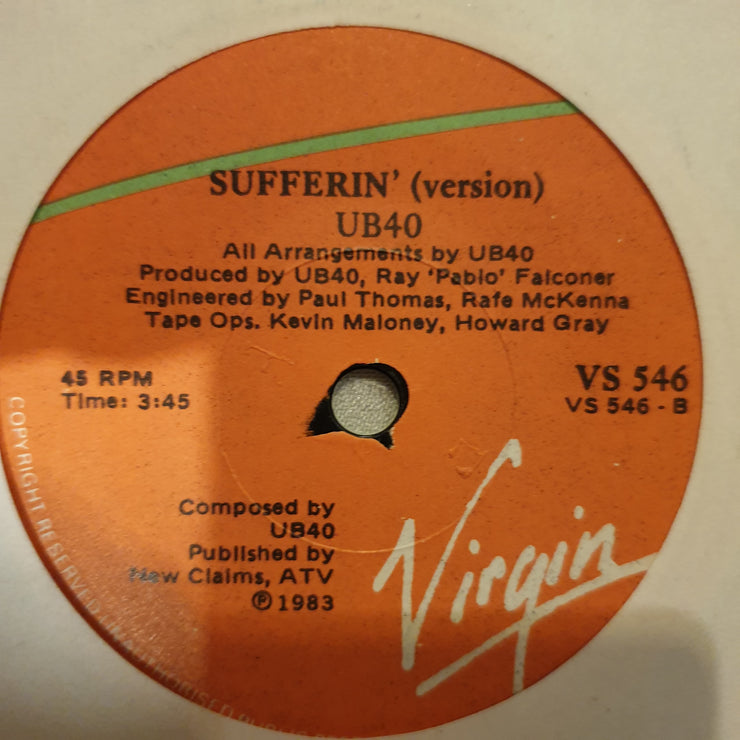 SUFFERIN' (version)
UB40
All Arrangements by UB40
Produced by UB40, Ray 'Pablo' Falconer
Engineered by Paul Thomas, Rafe McKenna
Tape Ops. Kevin Maloney, Howard Gray
45 RPM
Time: 3:45
VS 546
VS 546 - B
Composed by
UB40
Published by
New Claims, ATV
℗ 1983
Virgin
COPYRIGHT RESERVED